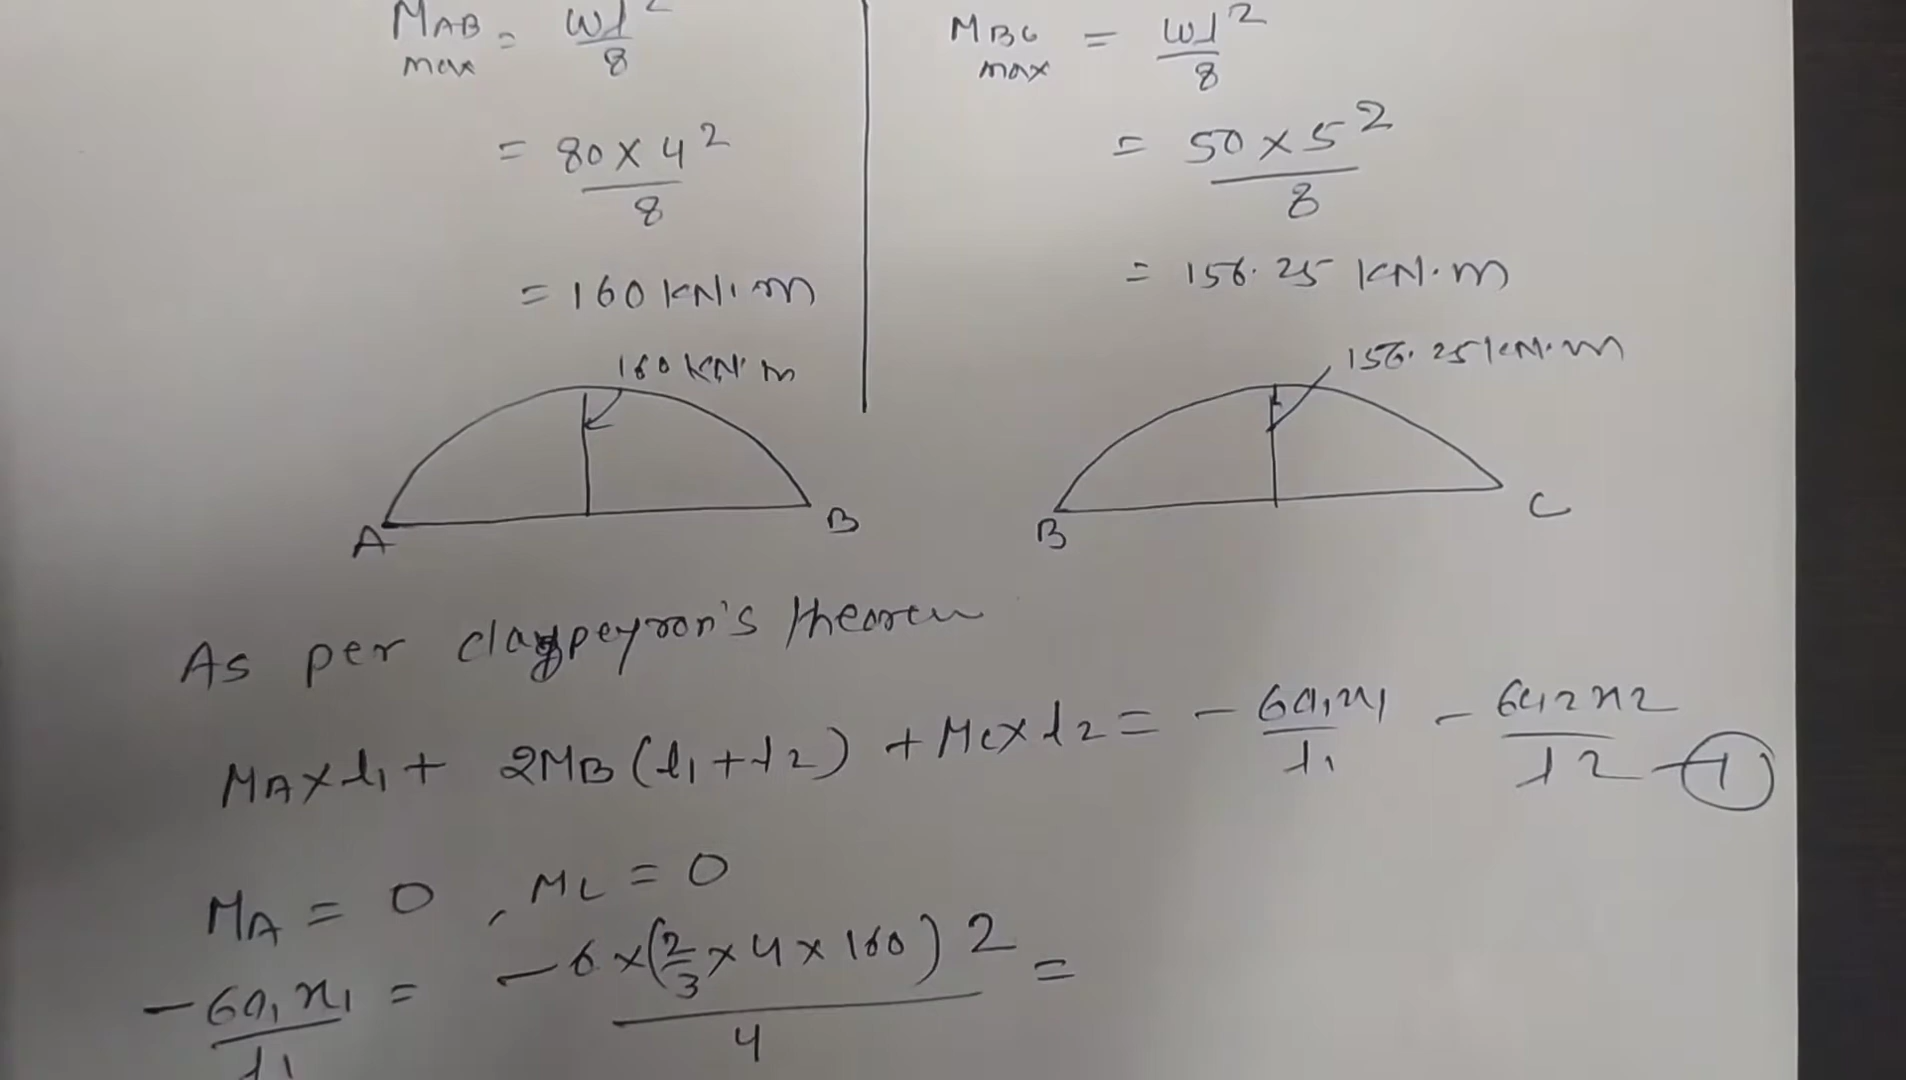 MAB max = wl²/8
= 80 × 4²/8
= 160 KN.m
160 KN.m
A B
MBC max = wl²/8
= 50 × 5²/8
= 156.25 KN.m
156.25 KN.m
B C
As per claypeyron's theorem
MA×l1 + 2MB (l1 + l2) + MC×l2 = - 6a1x1/l1 - 6a2x2/l2 - 1
MA = 0, MC = 0
- 6a1x1/l1 = - 6 × (2/3 × 4 × 160) 2/4 =